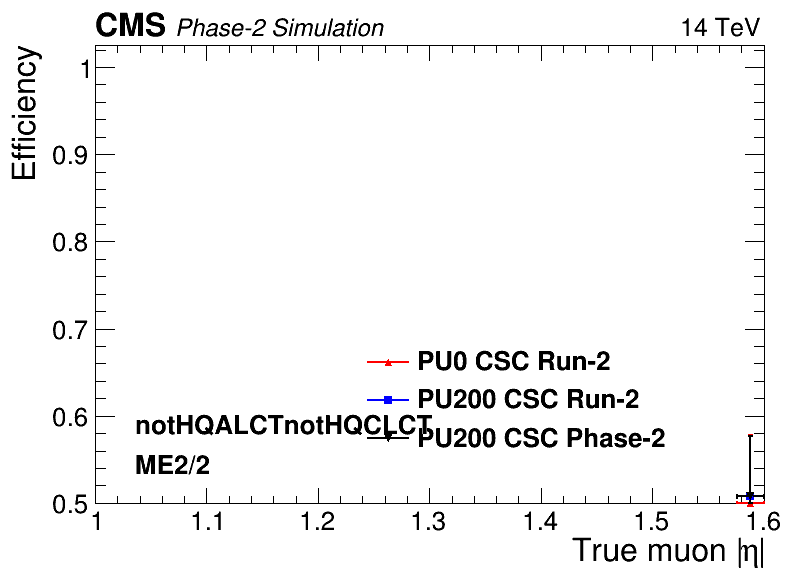 CMS Phase-2 Simulation 14 TeV
Efficiency
1
0.9
0.8
0.7
0.6
0.5
PU0 CSC Run-2
PU200 CSC Run-2
notHQALCTnotHQCLCT
PU200 CSC Phase-2
ME2/2
1 1.1 1.2 1.3 1.4 1.5 1.6
True muon |η|